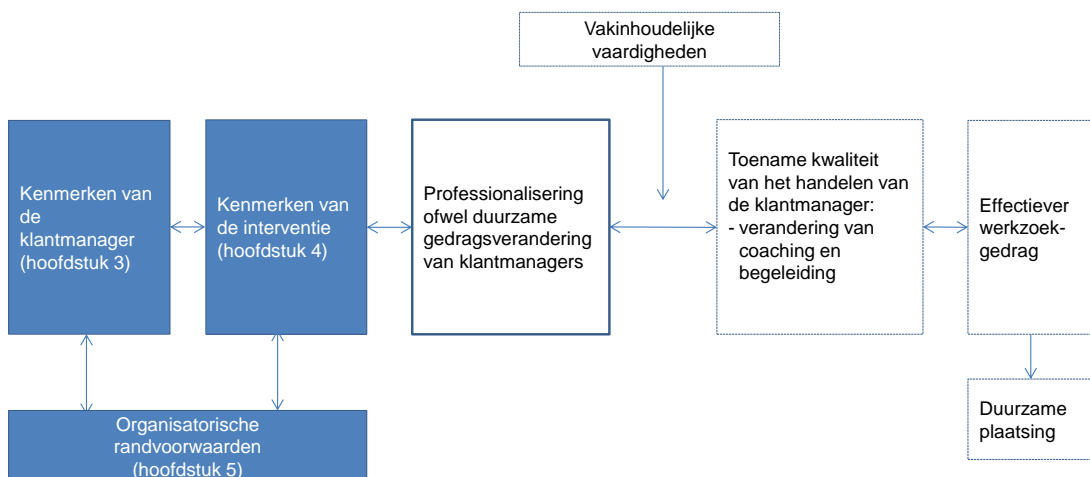 Vakinhoudelijke
vaardigheden
Kenmerken van
de
klantmanager
(hoofdstuk 3)
Kenmerken van
de interventie
(hoofdstuk 4)
Professionalisering
ofwel duurzame
gedragsverandering
van klantmanagers
Toename kwaliteit
van het handelen van
de klantmanager:
- verandering van
coaching en
begeleiding
Effectiever
werkzoek-
gedrag
Organisatorische
randvoorwaarden
(hoofdstuk 5)
Duurzame
plaatsing